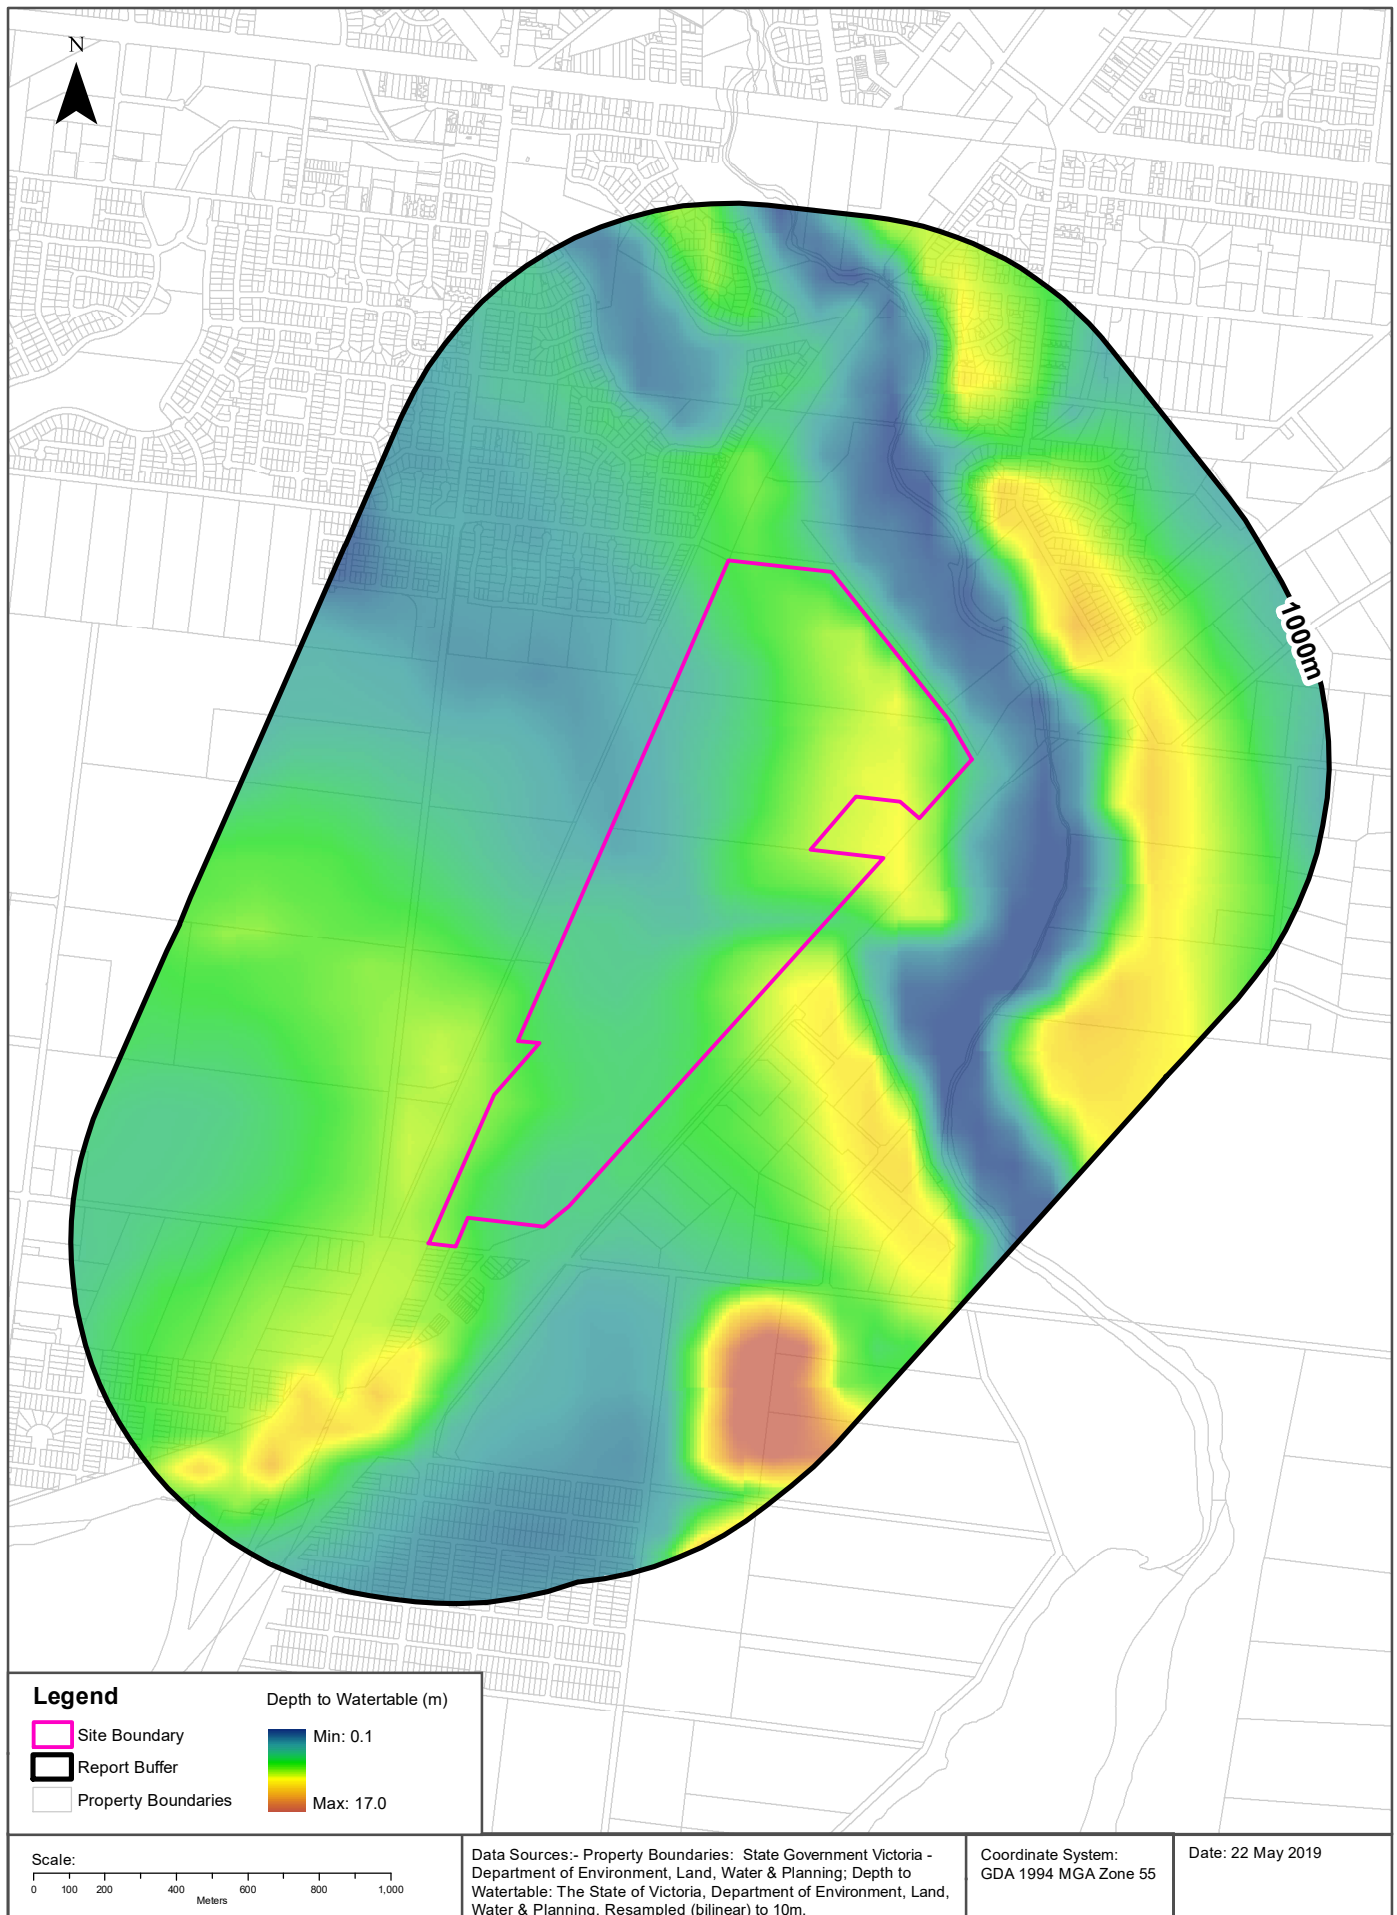 N
1000m
Legend
Site Boundary
Report Buffer
Property Boundaries
Depth to Watertable (m)
Min: 0.1
Max: 17.0
Scale:
0 100 200 400 600 800 1,000
Meters
Data Sources:- Property Boundaries: State Government Victoria -
Department of Environment, Land, Water & Planning; Depth to
Watertable: The State of Victoria, Department of Environment, Land,
Water & Planning. Resampled (bilinear) to 10m.
Coordinate System:
GDA 1994 MGA Zone 55
Date: 22 May 2019